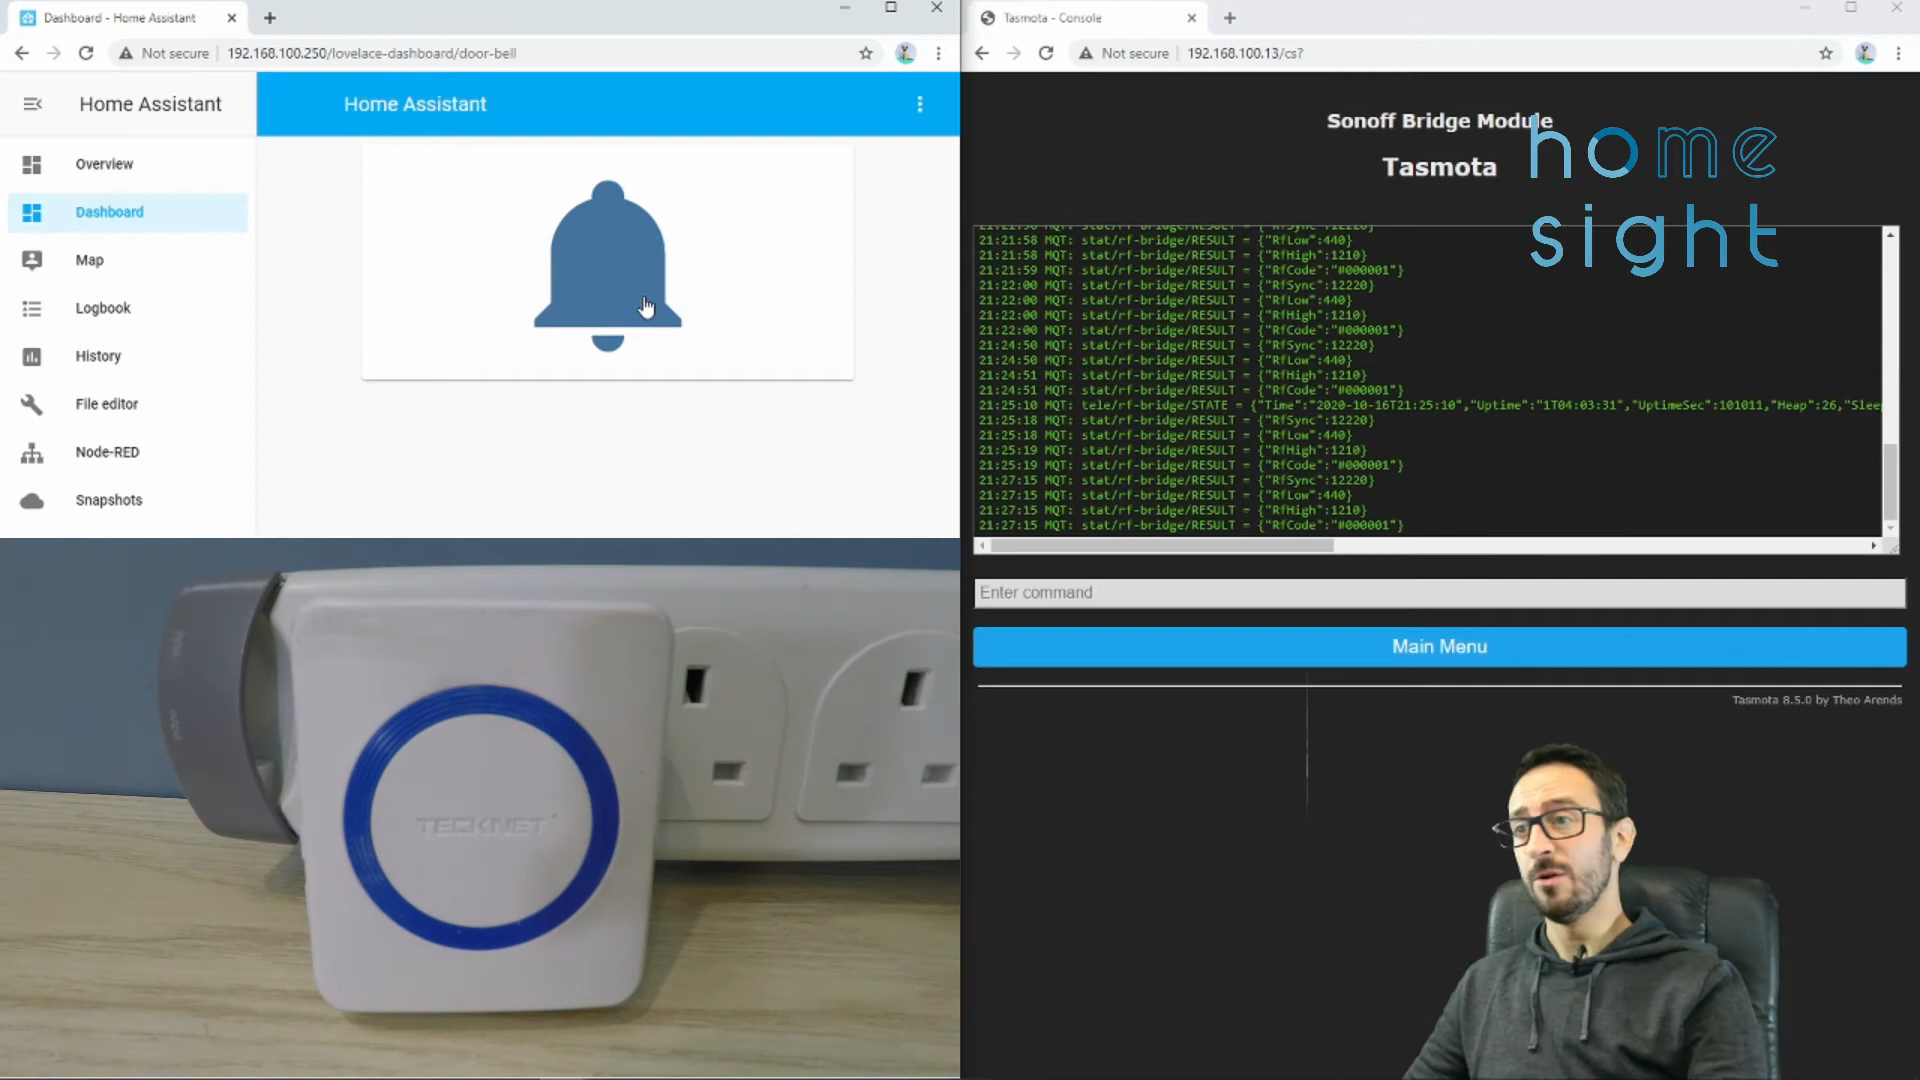 Dashboard - Home Assistant
Not secure
192.168.100.250/lovelace-dashboard/door-bell
Home Assistant
Home Assistant
Overview
Dashboard
Map
Logbook
History
File editor
Node-RED
Snapshots
TECKNET
Tasmota - Console
Not secure
192.168.100.13/cs?
Sonoff Bridge Module
Tasmota
home
sight
21:21:58 MQT: stat/rf-bridge/RESULT = {"RfSync":12220}
21:21:58 MQT: stat/rf-bridge/RESULT = {"RfLow":440}
21:21:58 MQT: stat/rf-bridge/RESULT = {"RfHigh":1210}
21:21:59 MQT: stat/rf-bridge/RESULT = {"RfCode":"#000001"}
21:22:00 MQT: stat/rf-bridge/RESULT = {"RfSync":12220}
21:22:00 MQT: stat/rf-bridge/RESULT = {"RfLow":440}
21:22:00 MQT: stat/rf-bridge/RESULT = {"RfHigh":1210}
21:22:00 MQT: stat/rf-bridge/RESULT = {"RfCode":"#000001"}
21:24:50 MQT: stat/rf-bridge/RESULT = {"RfSync":12220}
21:24:50 MQT: stat/rf-bridge/RESULT = {"RfLow":440}
21:24:51 MQT: stat/rf-bridge/RESULT = {"RfHigh":1210}
21:24:51 MQT: stat/rf-bridge/RESULT = {"RfCode":"#000001"}
21:25:10 MQT: tele/rf-bridge/STATE = {"Time":"2020-10-16T21:25:10","Uptime":"1T04:03:31","UptimeSec":101011,"Heap":26,"Slee
21:25:18 MQT: stat/rf-bridge/RESULT = {"RfSync":12220}
21:25:18 MQT: stat/rf-bridge/RESULT = {"RfLow":440}
21:25:19 MQT: stat/rf-bridge/RESULT = {"RfHigh":1210}
21:25:19 MQT: stat/rf-bridge/RESULT = {"RfCode":"#000001"}
21:27:15 MQT: stat/rf-bridge/RESULT = {"RfSync":12220}
21:27:15 MQT: stat/rf-bridge/RESULT = {"RfLow":440}
21:27:15 MQT: stat/rf-bridge/RESULT = {"RfHigh":1210}
21:27:15 MQT: stat/rf-bridge/RESULT = {"RfCode":"#000001"}
Enter command
Main Menu
Tasmota 8.5.0 by Theo Arends